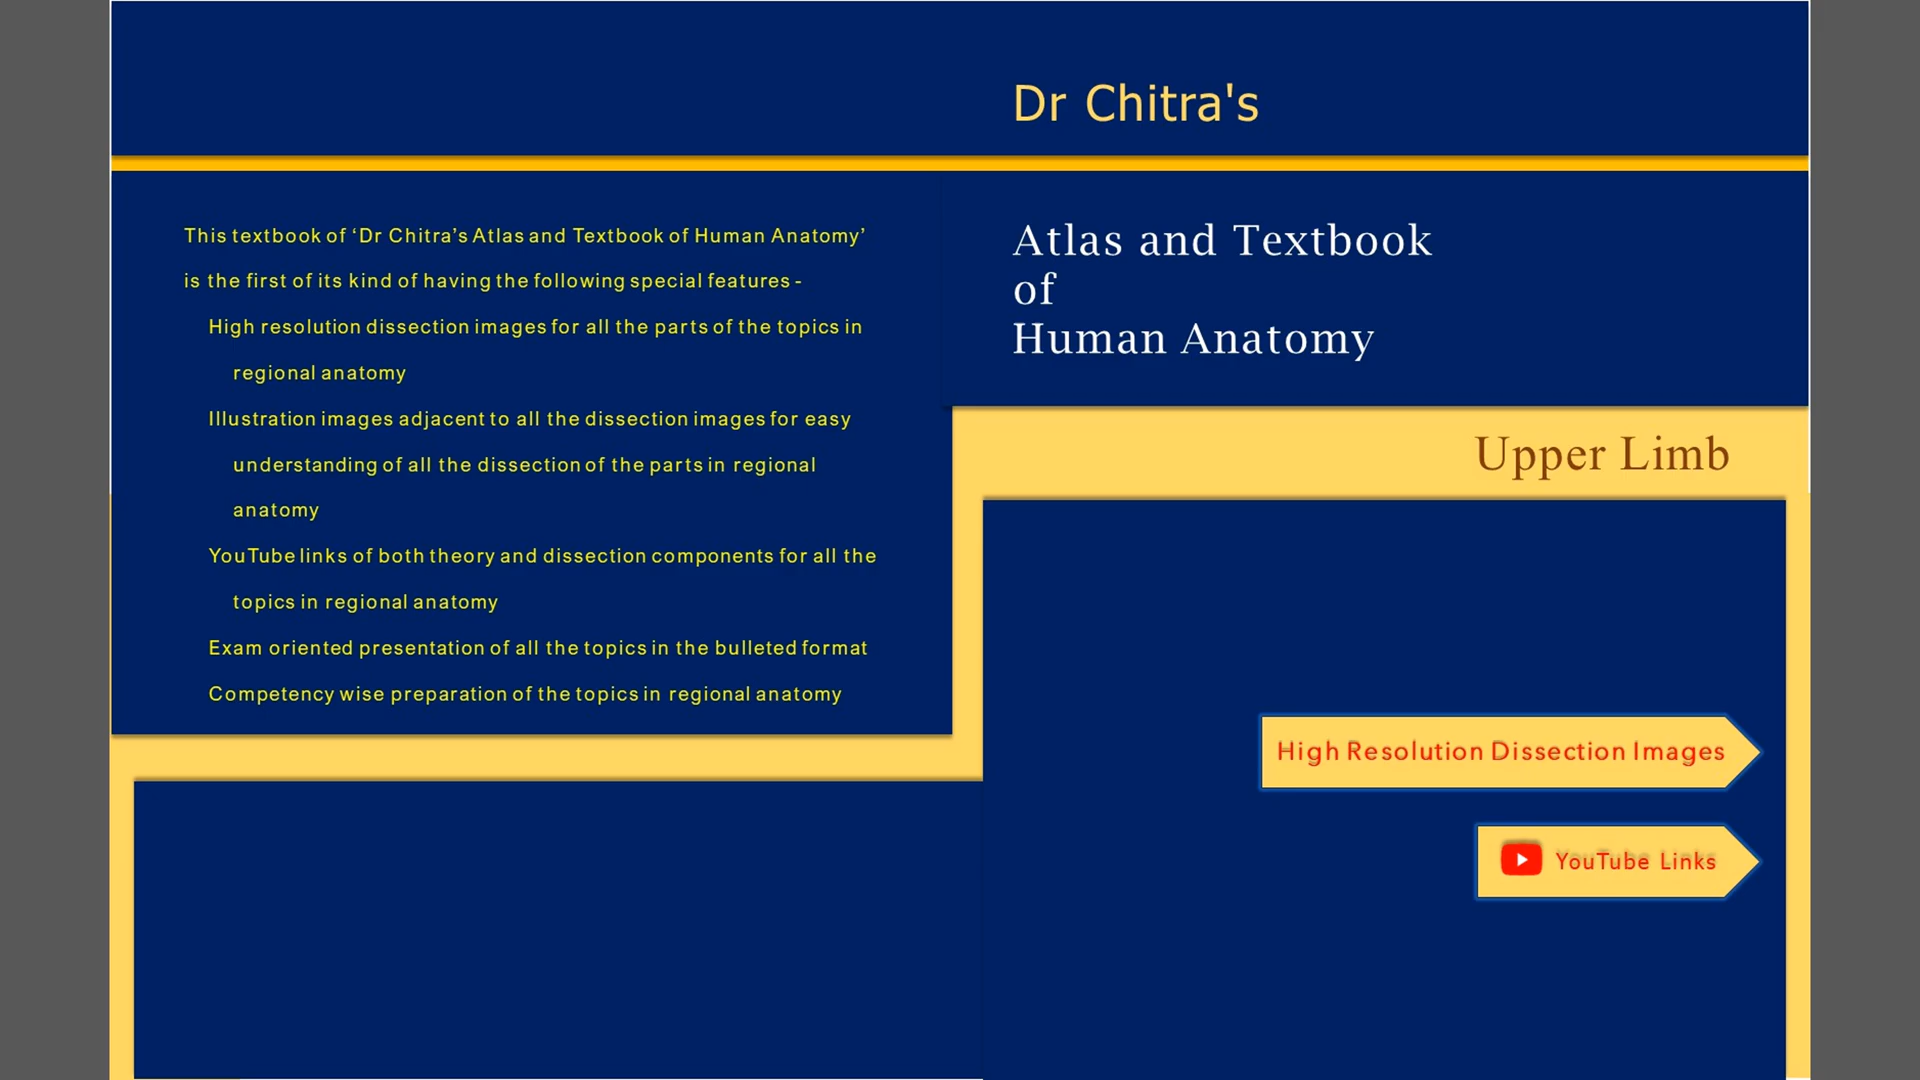 Dr Chitra's
Atlas and Textbook
of
Human Anatomy
Upper Limb
This textbook of ‘Dr Chitra’s Atlas and Textbook of Human Anatomy’
is the first of its kind of having the following special features -
High resolution dissection images for all the parts of the topics in
regional anatomy
Illustration images adjacent to all the dissection images for easy
understanding of all the dissection of the parts in regional
anatomy
YouTube links of both theory and dissection components for all the
topics in regional anatomy
Exam oriented presentation of all the topics in the bulleted format
Competency wise preparation of the topics in regional anatomy
High Resolution Dissection Images
YouTube Links